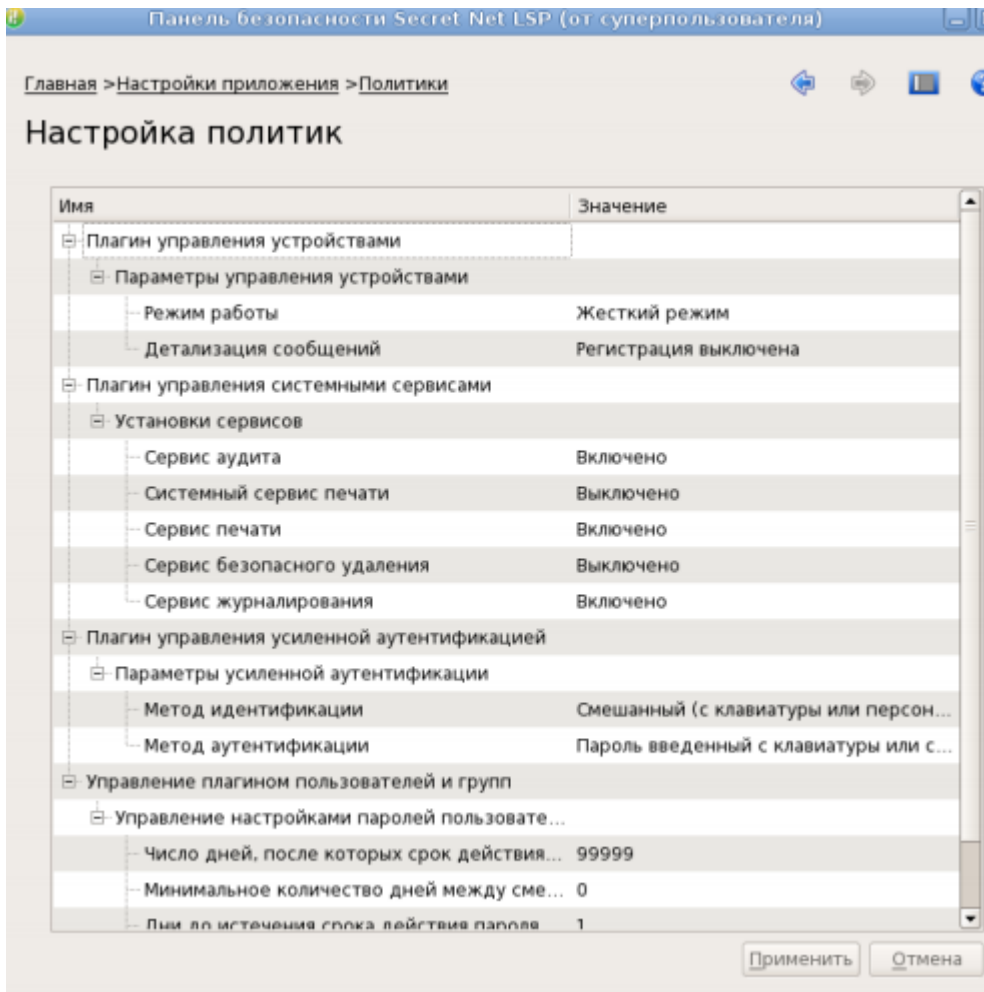 Панель безопасности Secret Net LSP (от суперпользователя)
Главная >Настройки приложения >Политики
Настройка политик
Имя Значение
Плагин управления устройствами
Параметры управления устройствами
Режим работы Жесткий режим
Детализация сообщений Регистрация выключена
Плагин управления системными сервисами
Установки сервисов
Сервис аудита Включено
Системный сервис печати Выключено
Сервис печати Включено
Сервис безопасного удаления Выключено
Сервис журналирования Включено
Плагин управления усиленной аутентификацией
Параметры усиленной аутентификации
Метод идентификации Смешанный (с клавиатуры или персон...
Метод аутентификации Пароль введенный с клавиатуры или с...
Управление плагином пользователей и групп
Управление настройками паролей пользовате...
Число дней, после которых срок действия... 99999
Минимальное количество дней между сме... 0
Дни до истечения срока действия пароля 1
Применить Отмена